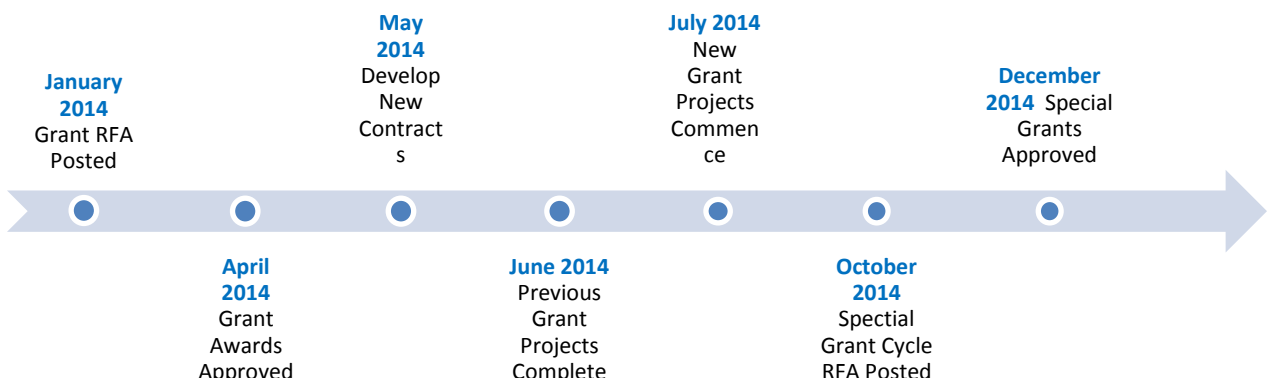 January
2014
Grant RFA
Posted
April
2014
Grant
Awards
Approved
May
2014
Develop
New
Contract
s
June 2014
Previous
Grant
Projects
Complete
July 2014
New
Grant
Projects
Commen
ce
October
2014
Spectial
Grant Cycle
RFA Posted
December
2014 Special
Grants
Approved